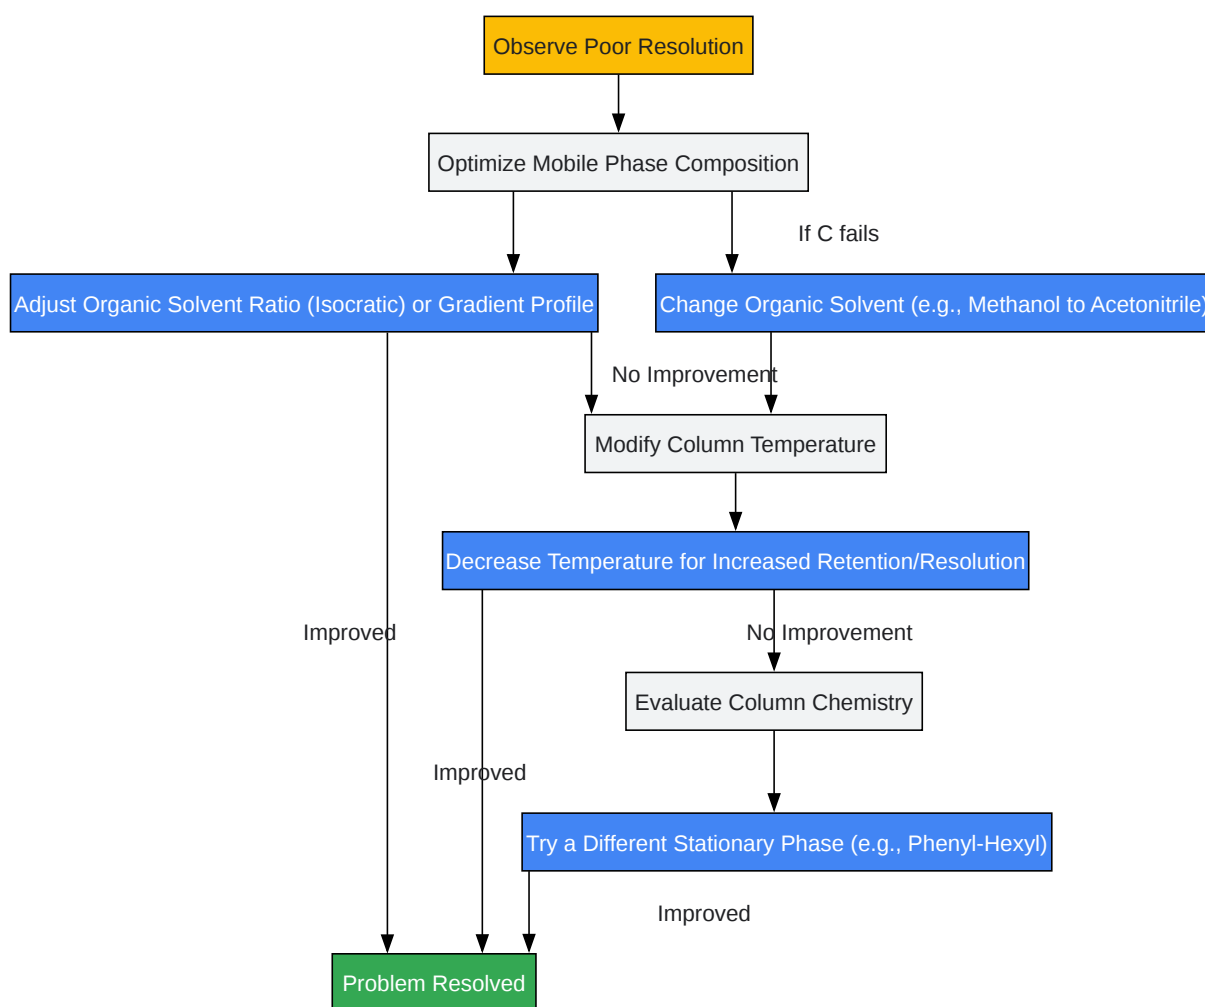 Observe Poor Resolution
Optimize Mobile Phase Composition
If C fails
Adjust Organic Solvent Ratio (Isocratic) or Gradient Profile
Change Organic Solvent (e.g., Methanol to Acetonitrile)
No Improvement
Modify Column Temperature
Decrease Temperature for Increased Retention/Resolution
Improved
No Improvement
Evaluate Column Chemistry
Improved
Try a Different Stationary Phase (e.g., Phenyl-Hexyl)
Improved
Problem Resolved